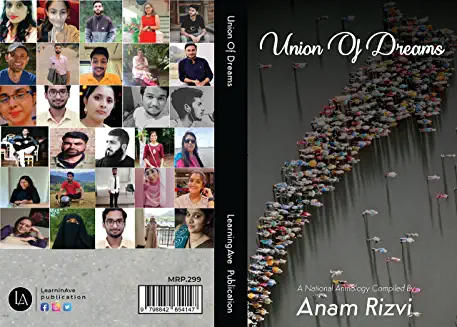 MRP.299
9 798842 654147
LA
LearninAve
publication
Union Of Dreams
LearningAve Publication
Union Of Dreams
A National Anthology Compiled By
Anam Rizvi